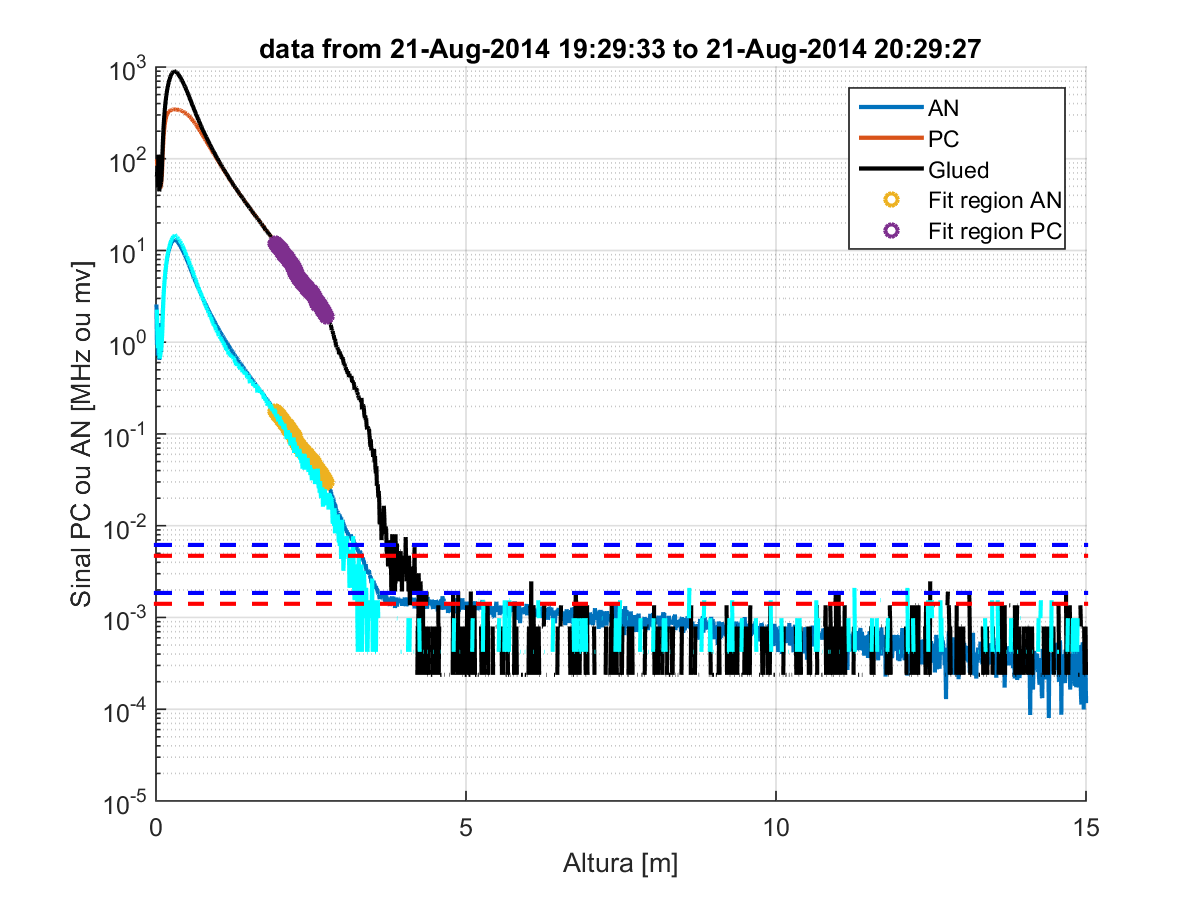 data from 21-Aug-2014 19:29:33 to 21-Aug-2014 20:29:27
AN
PC
Glued
Fit region AN
Fit region PC
Sinal PC ou AN [MHz ou mv]
10^3
10^2
10^1
10^0
10^-1
10^-2
10^-3
10^-4
10^-5
0
5
10
15
Altura [m]